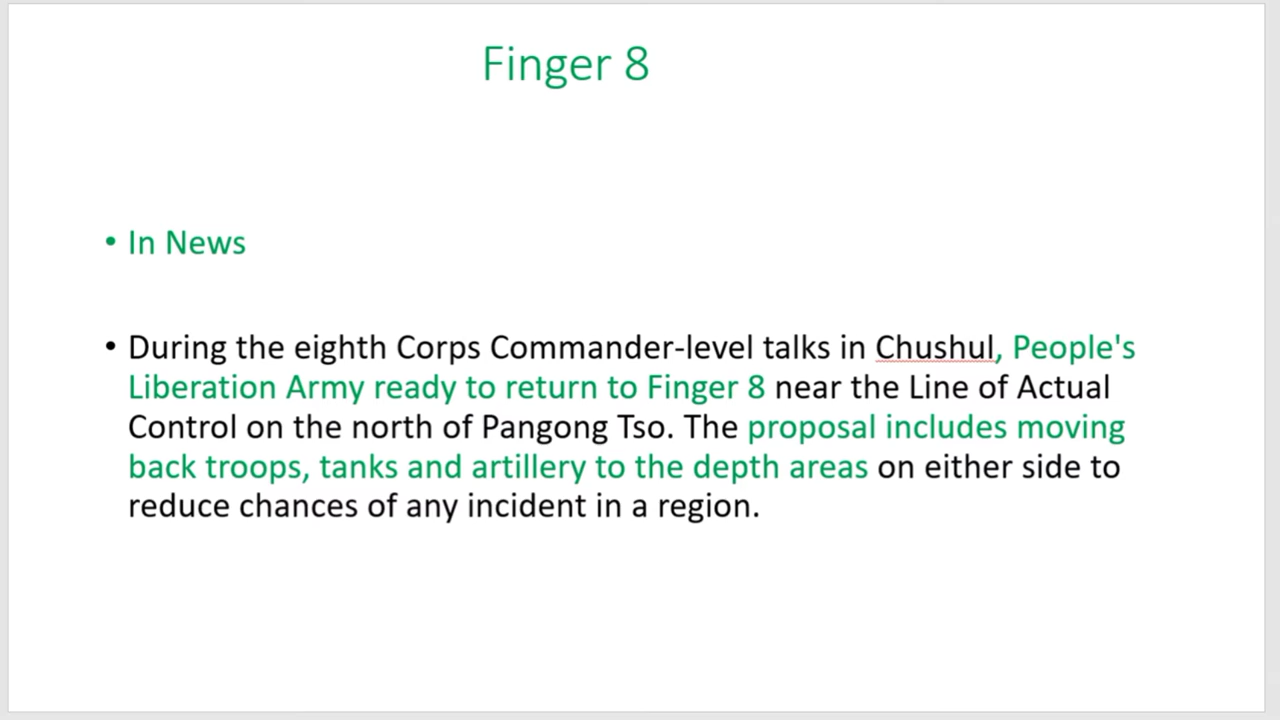 Finger 8
• In News
• During the eighth Corps Commander-level talks in Chushul, People's
Liberation Army ready to return to Finger 8 near the Line of Actual
Control on the north of Pangong Tso. The proposal includes moving
back troops, tanks and artillery to the depth areas on either side to
reduce chances of any incident in a region.